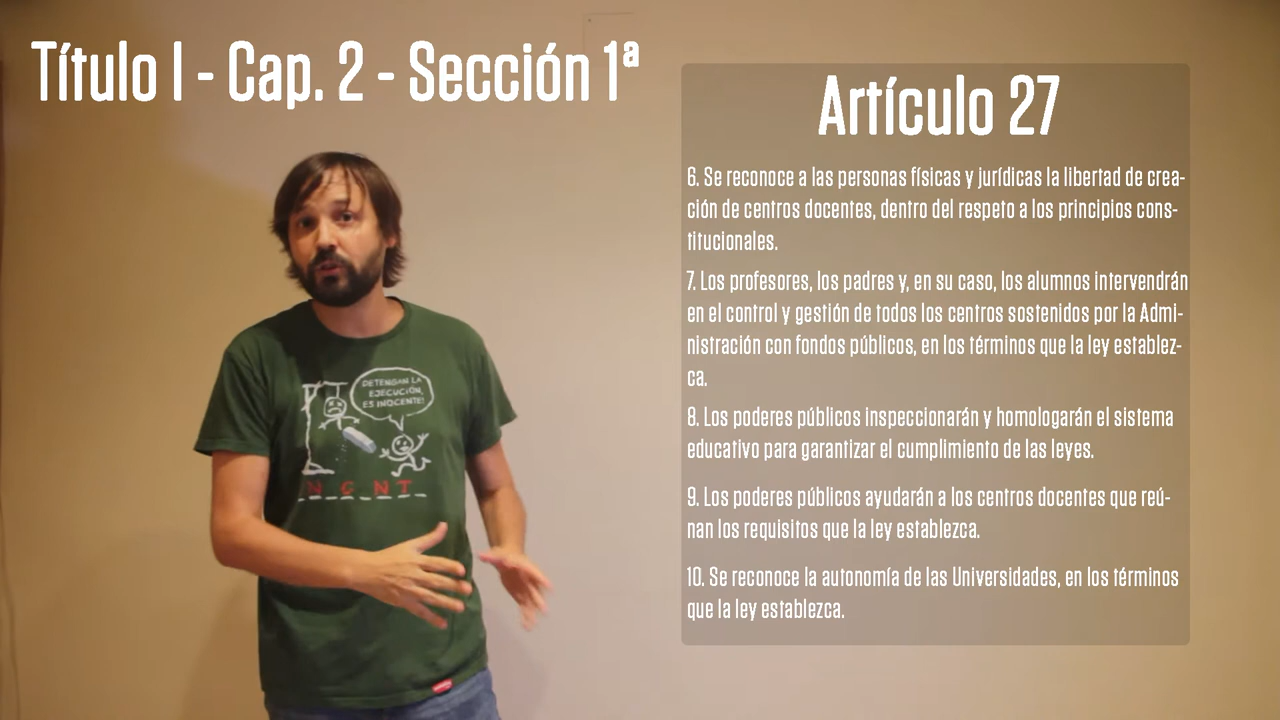 Título I - Cap. 2 - Sección 1ª
Artículo 27
6. Se reconoce a las personas físicas y jurídicas la libertad de crea-
ción de centros docentes, dentro del respeto a los principios cons-
titucionales.
7. Los profesores, los padres y, en su caso, los alumnos intervendrán
en el control y gestión de todos los centros sostenidos por la Admi-
nistración con fondos públicos, en los términos que la ley establez-
ca.
8. Los poderes públicos inspeccionarán y homologarán el sistema
educativo para garantizar el cumplimiento de las leyes.
9. Los poderes públicos ayudarán a los centros docentes que reú-
nan los requisitos que la ley establezca.
10. Se reconoce la autonomía de las Universidades, en los términos
que la ley establezca.
DETENGAN LA
EJECUCIÓN,
ES INOCENTE!
_ N _ C _ N T _